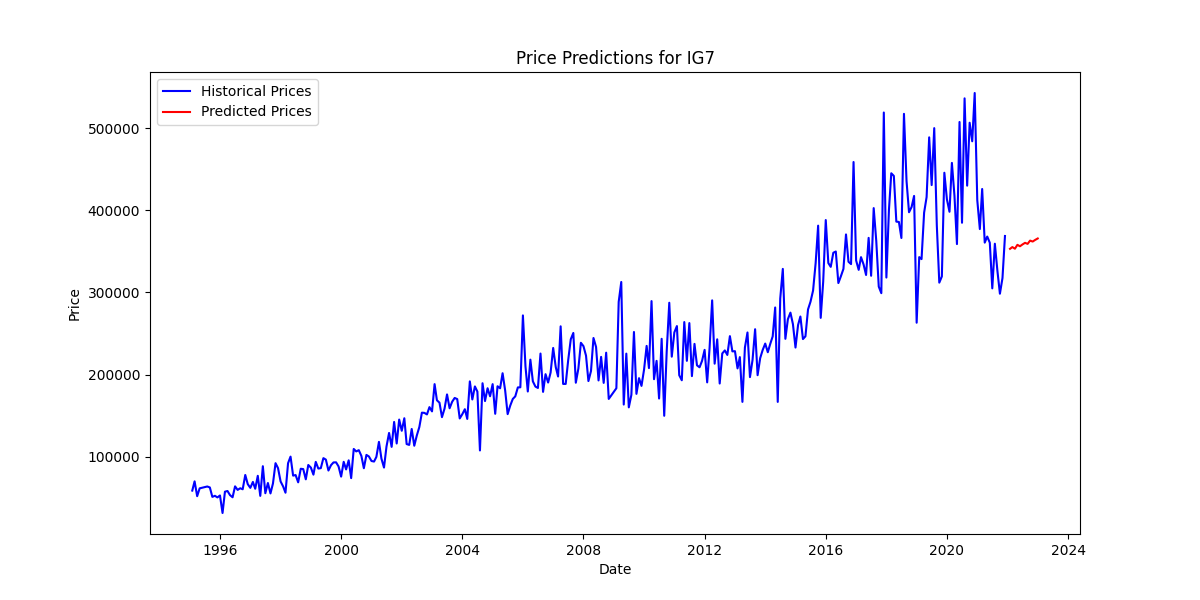 Price Predictions for IG7
Historical Prices
Predicted Prices
Price
500000
400000
300000
200000
100000
1996 2000 2004 2008 2012 2016 2020 2024
Date